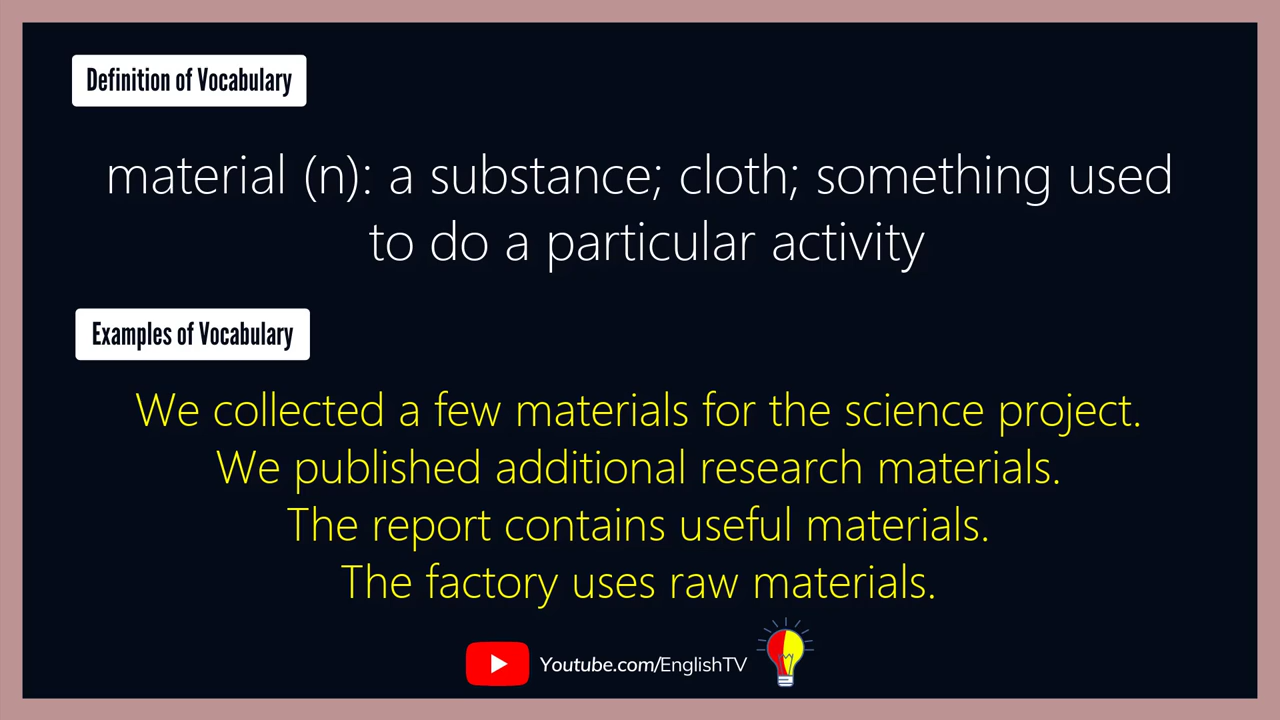 Definition of Vocabulary
material (n): a substance; cloth; something used
to do a particular activity
Examples of Vocabulary
We collected a few materials for the science project.
We published additional research materials.
The report contains useful materials.
The factory uses raw materials.
Youtube.com/EnglishTV